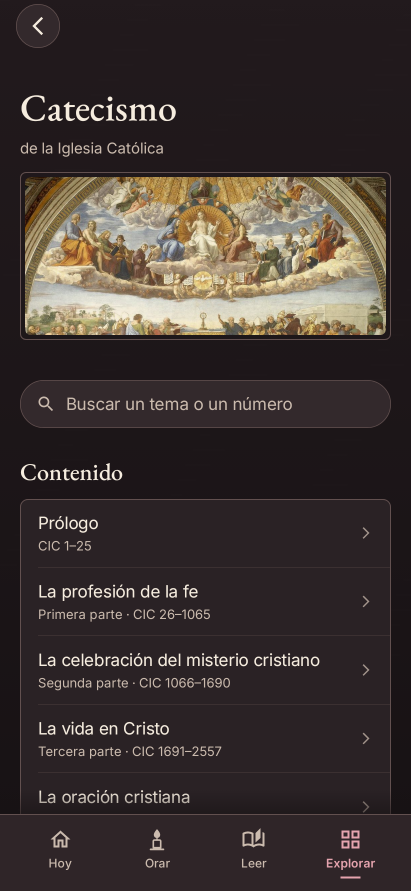 Catecismo
de la Iglesia Católica
Buscar un tema o un número
Contenido
Prólogo
CIC 1–25
La profesión de la fe
Primera parte · CIC 26–1065
La celebración del misterio cristiano
Segunda parte · CIC 1066–1690
La vida en Cristo
Tercera parte · CIC 1691–2557
La oración cristiana
Hoy
Orar
Leer
Explorar